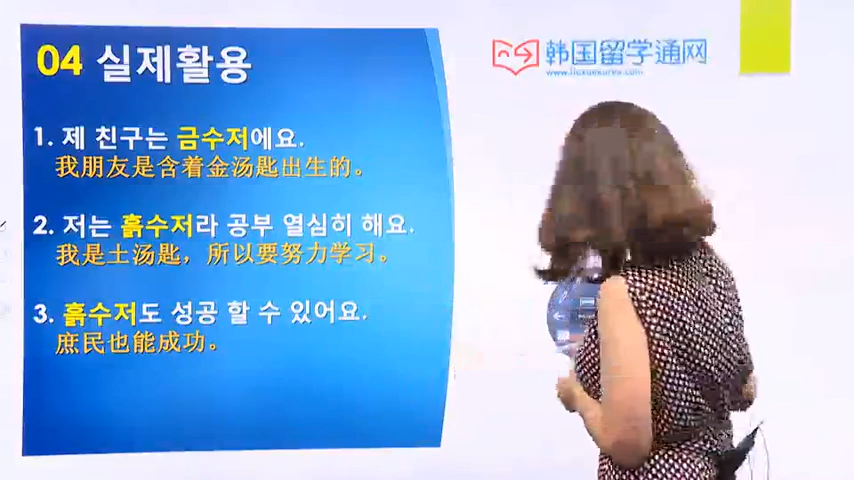 04 실제활용
韩国留学通网
www.liuxuekorea.com
1. 제 친구는 금수저에요.
我朋友是含着金汤匙出生的。
2. 저는 흙수저라 공부 열심히 해요.
我是土汤匙，所以要努力学习。
3. 흙수저도 성공 할 수 있어요.
庶民也能成功。